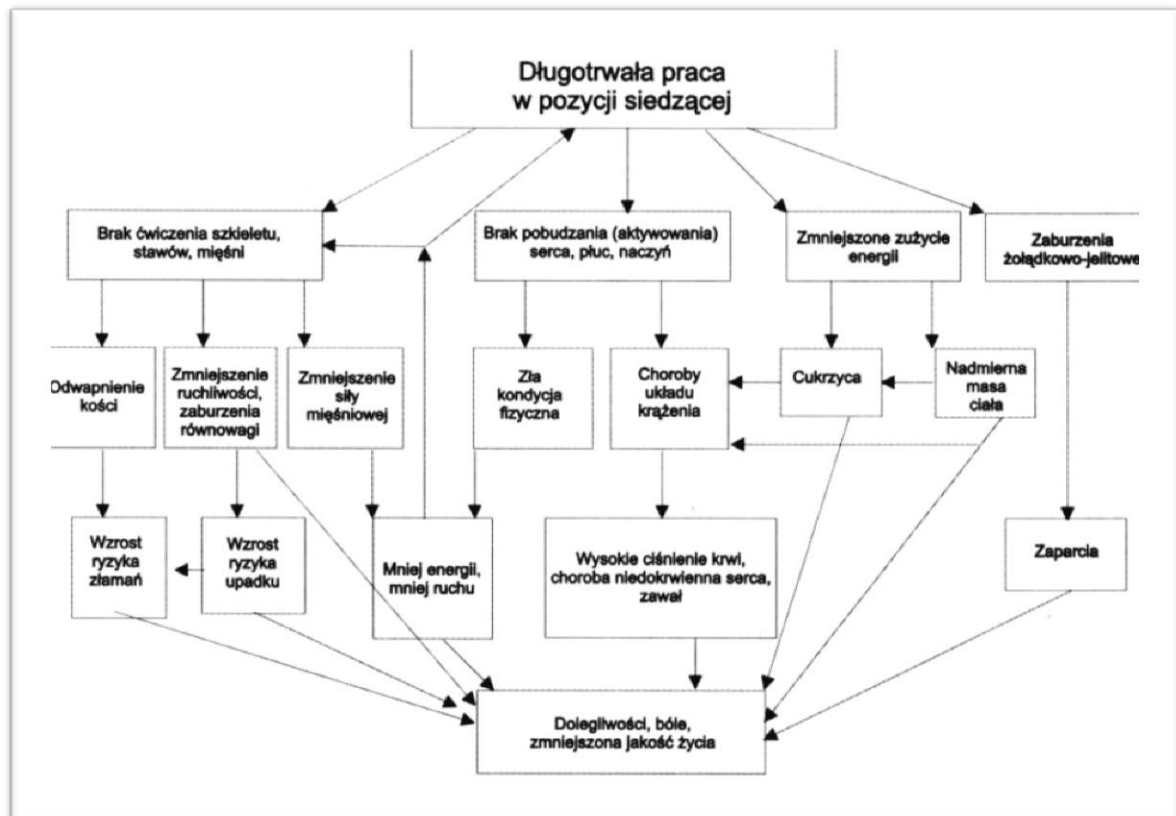 Długotrwała praca
w pozycji siedzącej
Brak ćwiczenia szkieletu,
stawów, mięśni
Brak pobudzania (aktywowania)
serca, płuc, naczyń
Zmniejszone zużycie
energii
Zaburzenia
żołądkowo-jelitowe
Odwapnienie
kości
Zmniejszenie
ruchliwości,
zaburzenia
równowagi
Zmniejszenie
siły
mięśniowej
Zła
kondycja
fizyczna
Choroby
układu
krążenia
Cukrzyca
Nadmierna
masa
ciała
Wzrost
ryzyka
złamań
Wzrost
ryzyka
upadku
Mniej energii,
mniej ruchu
Wysokie ciśnienie krwi,
choroba niedokrwienna serca,
zawał
Zaparcia
Dolegliwości, bóle,
zmniejszona jakość życia